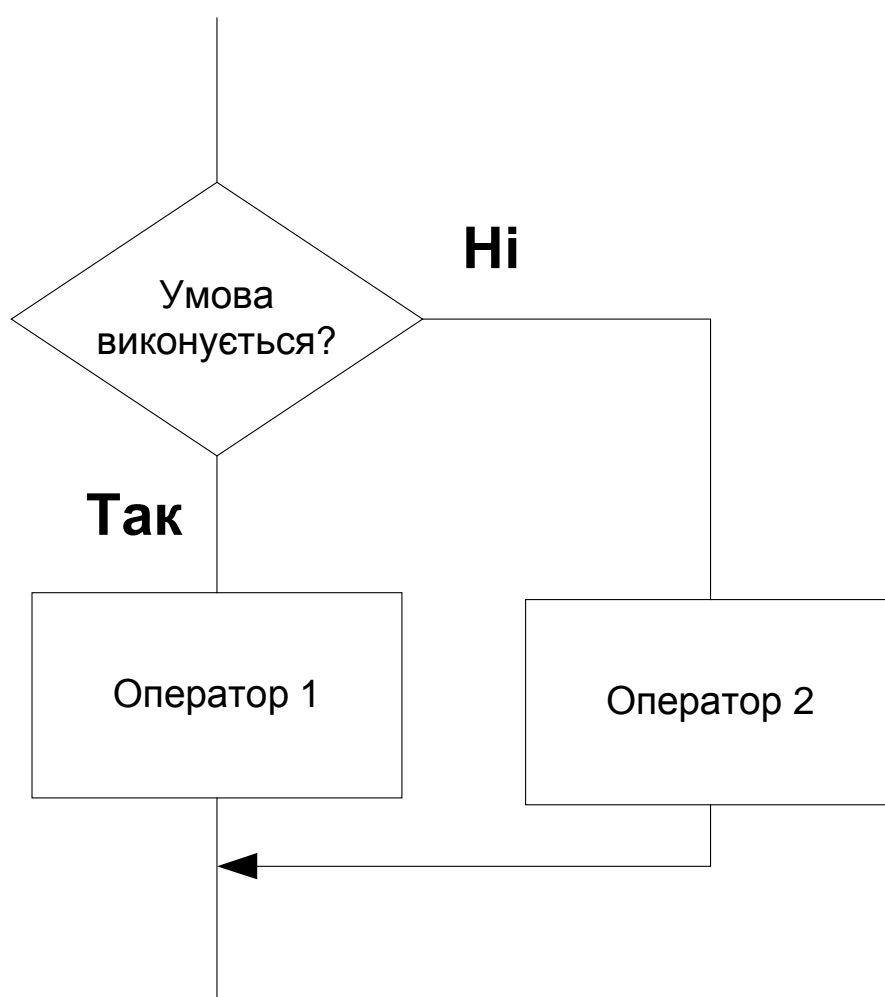 Умова
виконується?
Ні
Так
Оператор 1
Оператор 2